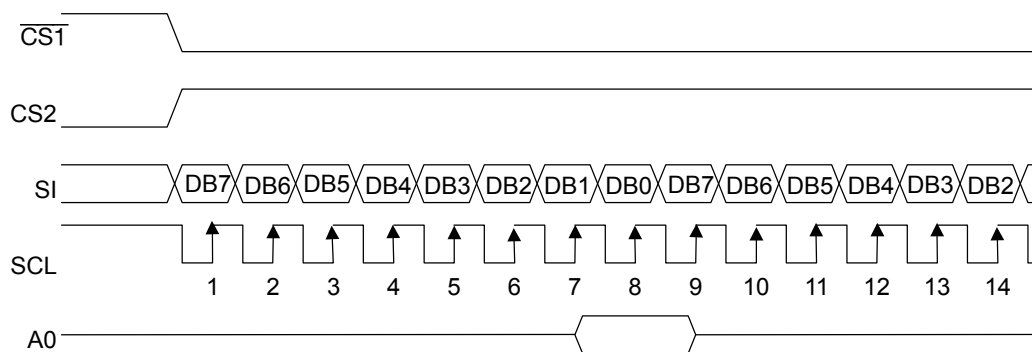 CS1
CS2
SI DB7 DB6 DB5 DB4 DB3 DB2 DB1 DB0 DB7 DB6 DB5 DB4 DB3 DB2
SCL
1 2 3 4 5 6 7 8 9 10 11 12 13 14
A0